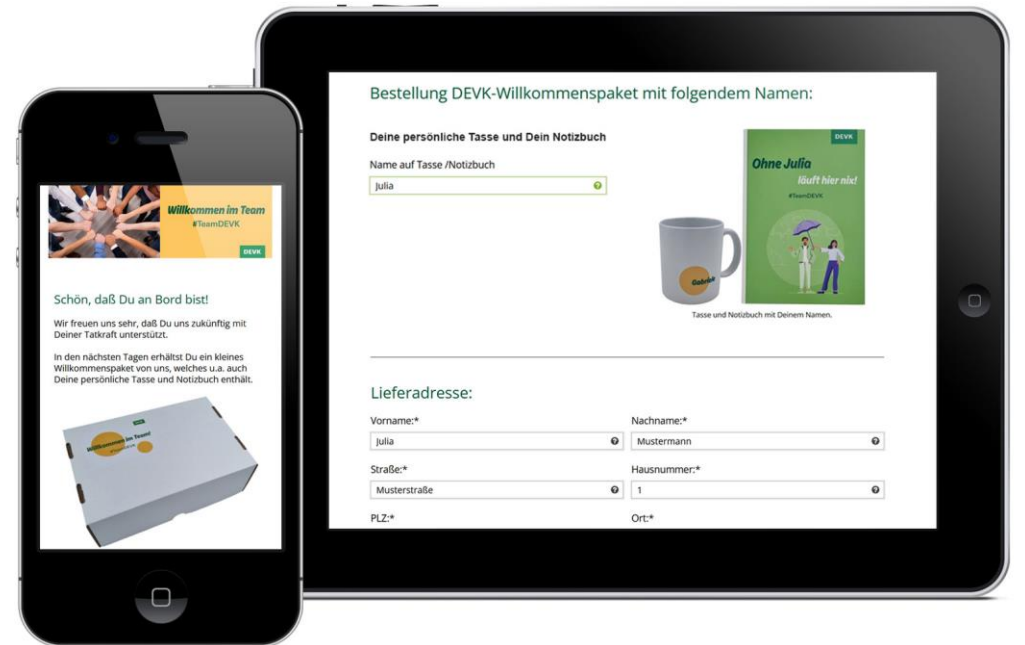 Willkommen im Team
#TeamDEVK
DEVK
Schön, daß Du an Bord bist!
Wir freuen uns sehr, daß Du uns zukünftig mit
Deiner Tatkraft unterstützt.
In den nächsten Tagen erhältst Du ein kleines
Willkommenspaket von uns, welches u.a. auch
Deine persönliche Tasse und Notizbuch enthält.
DEVK
Willkommen im Team!
Bestellung DEVK-Willkommenspaket mit folgendem Namen:
Deine persönliche Tasse und Dein Notizbuch
Name auf Tasse /Notizbuch
Julia
DEVK
Ohne Julia
läuft hier nix!
#TeamDEVK
Gabriele
Tasse und Notizbuch mit Deinem Namen.
Lieferadresse:
Vorname:*
Nachname:*
Julia
Mustermann
Straße:*
Hausnummer:*
Musterstraße
1
PLZ:*
Ort:*